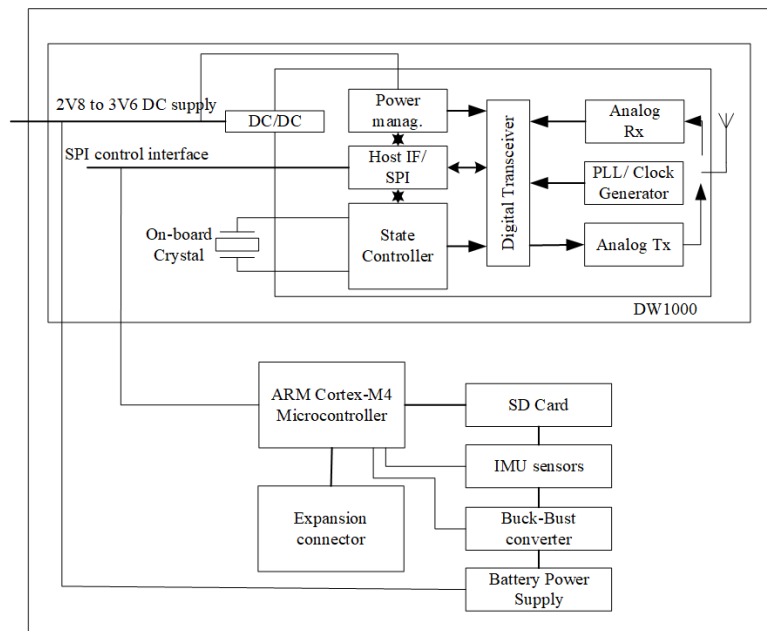 2V8 to 3V6 DC supply
DC/DC
Power
manag.
Analog
Rx
SPI control interface
Host IF/
SPI
Digital Transceiver
PLL/ Clock
Generator
On-board
Crystal
State
Controller
Analog Tx
DW1000
ARM Cortex-M4
Microcontroller
SD Card
IMU sensors
Expansion
connector
Buck-Bust
converter
Battery Power
Supply